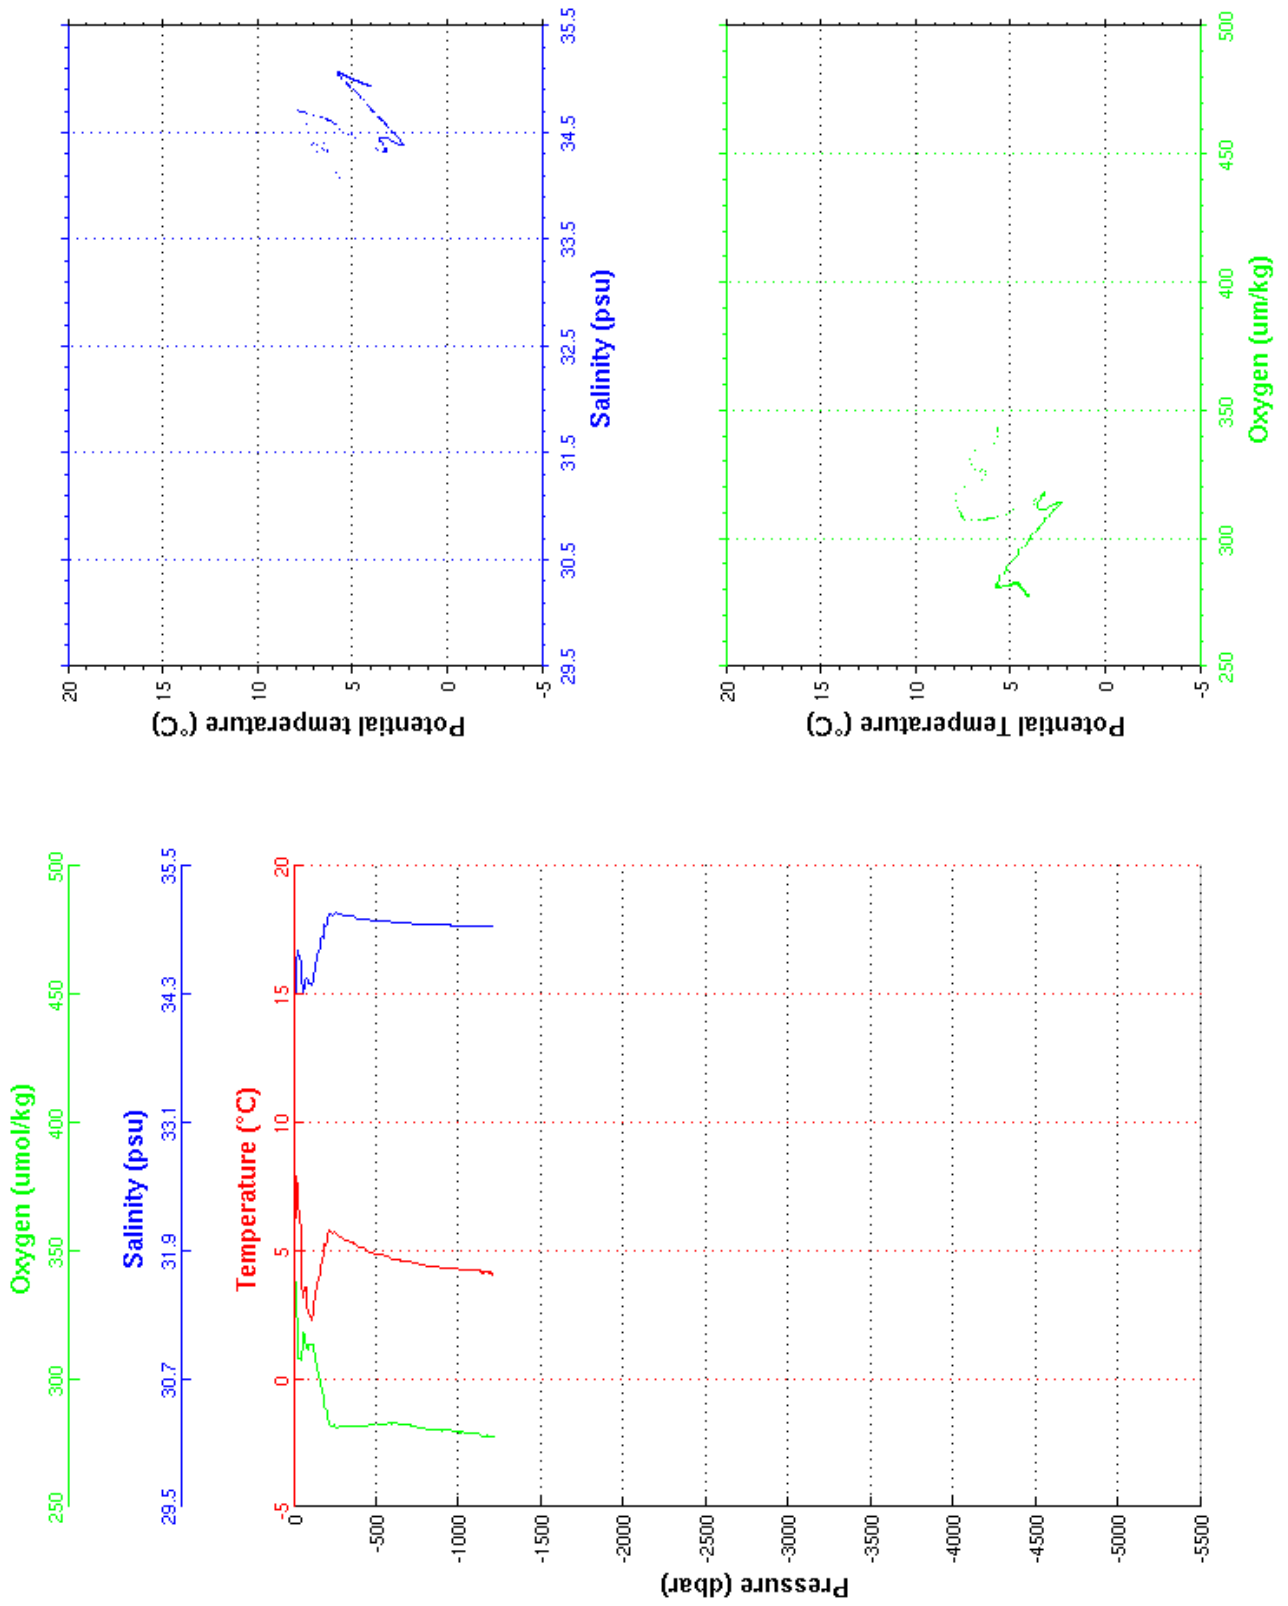 Oxygen (umol/kg)
250 300 350 400 450 500
Salinity (psu)
29.5 30.7 31.9 33.1 34.3 35.5
Temperature (°C)
-5 0 5 10 15 20
0
-500
-1000
-1500
-2000
-2500
-3000
-3500
-4000
-4500
-5000
-5500
Pressure (dbar)
20
15
10
5
0
-5
Potential temperature (°C)
29.5 30.5 31.5 32.5 33.5 34.5 35.5
Salinity (psu)
20
15
10
5
0
-5
Potential Temperature (°C)
250 300 350 400 450 500
Oxygen (um/kg)